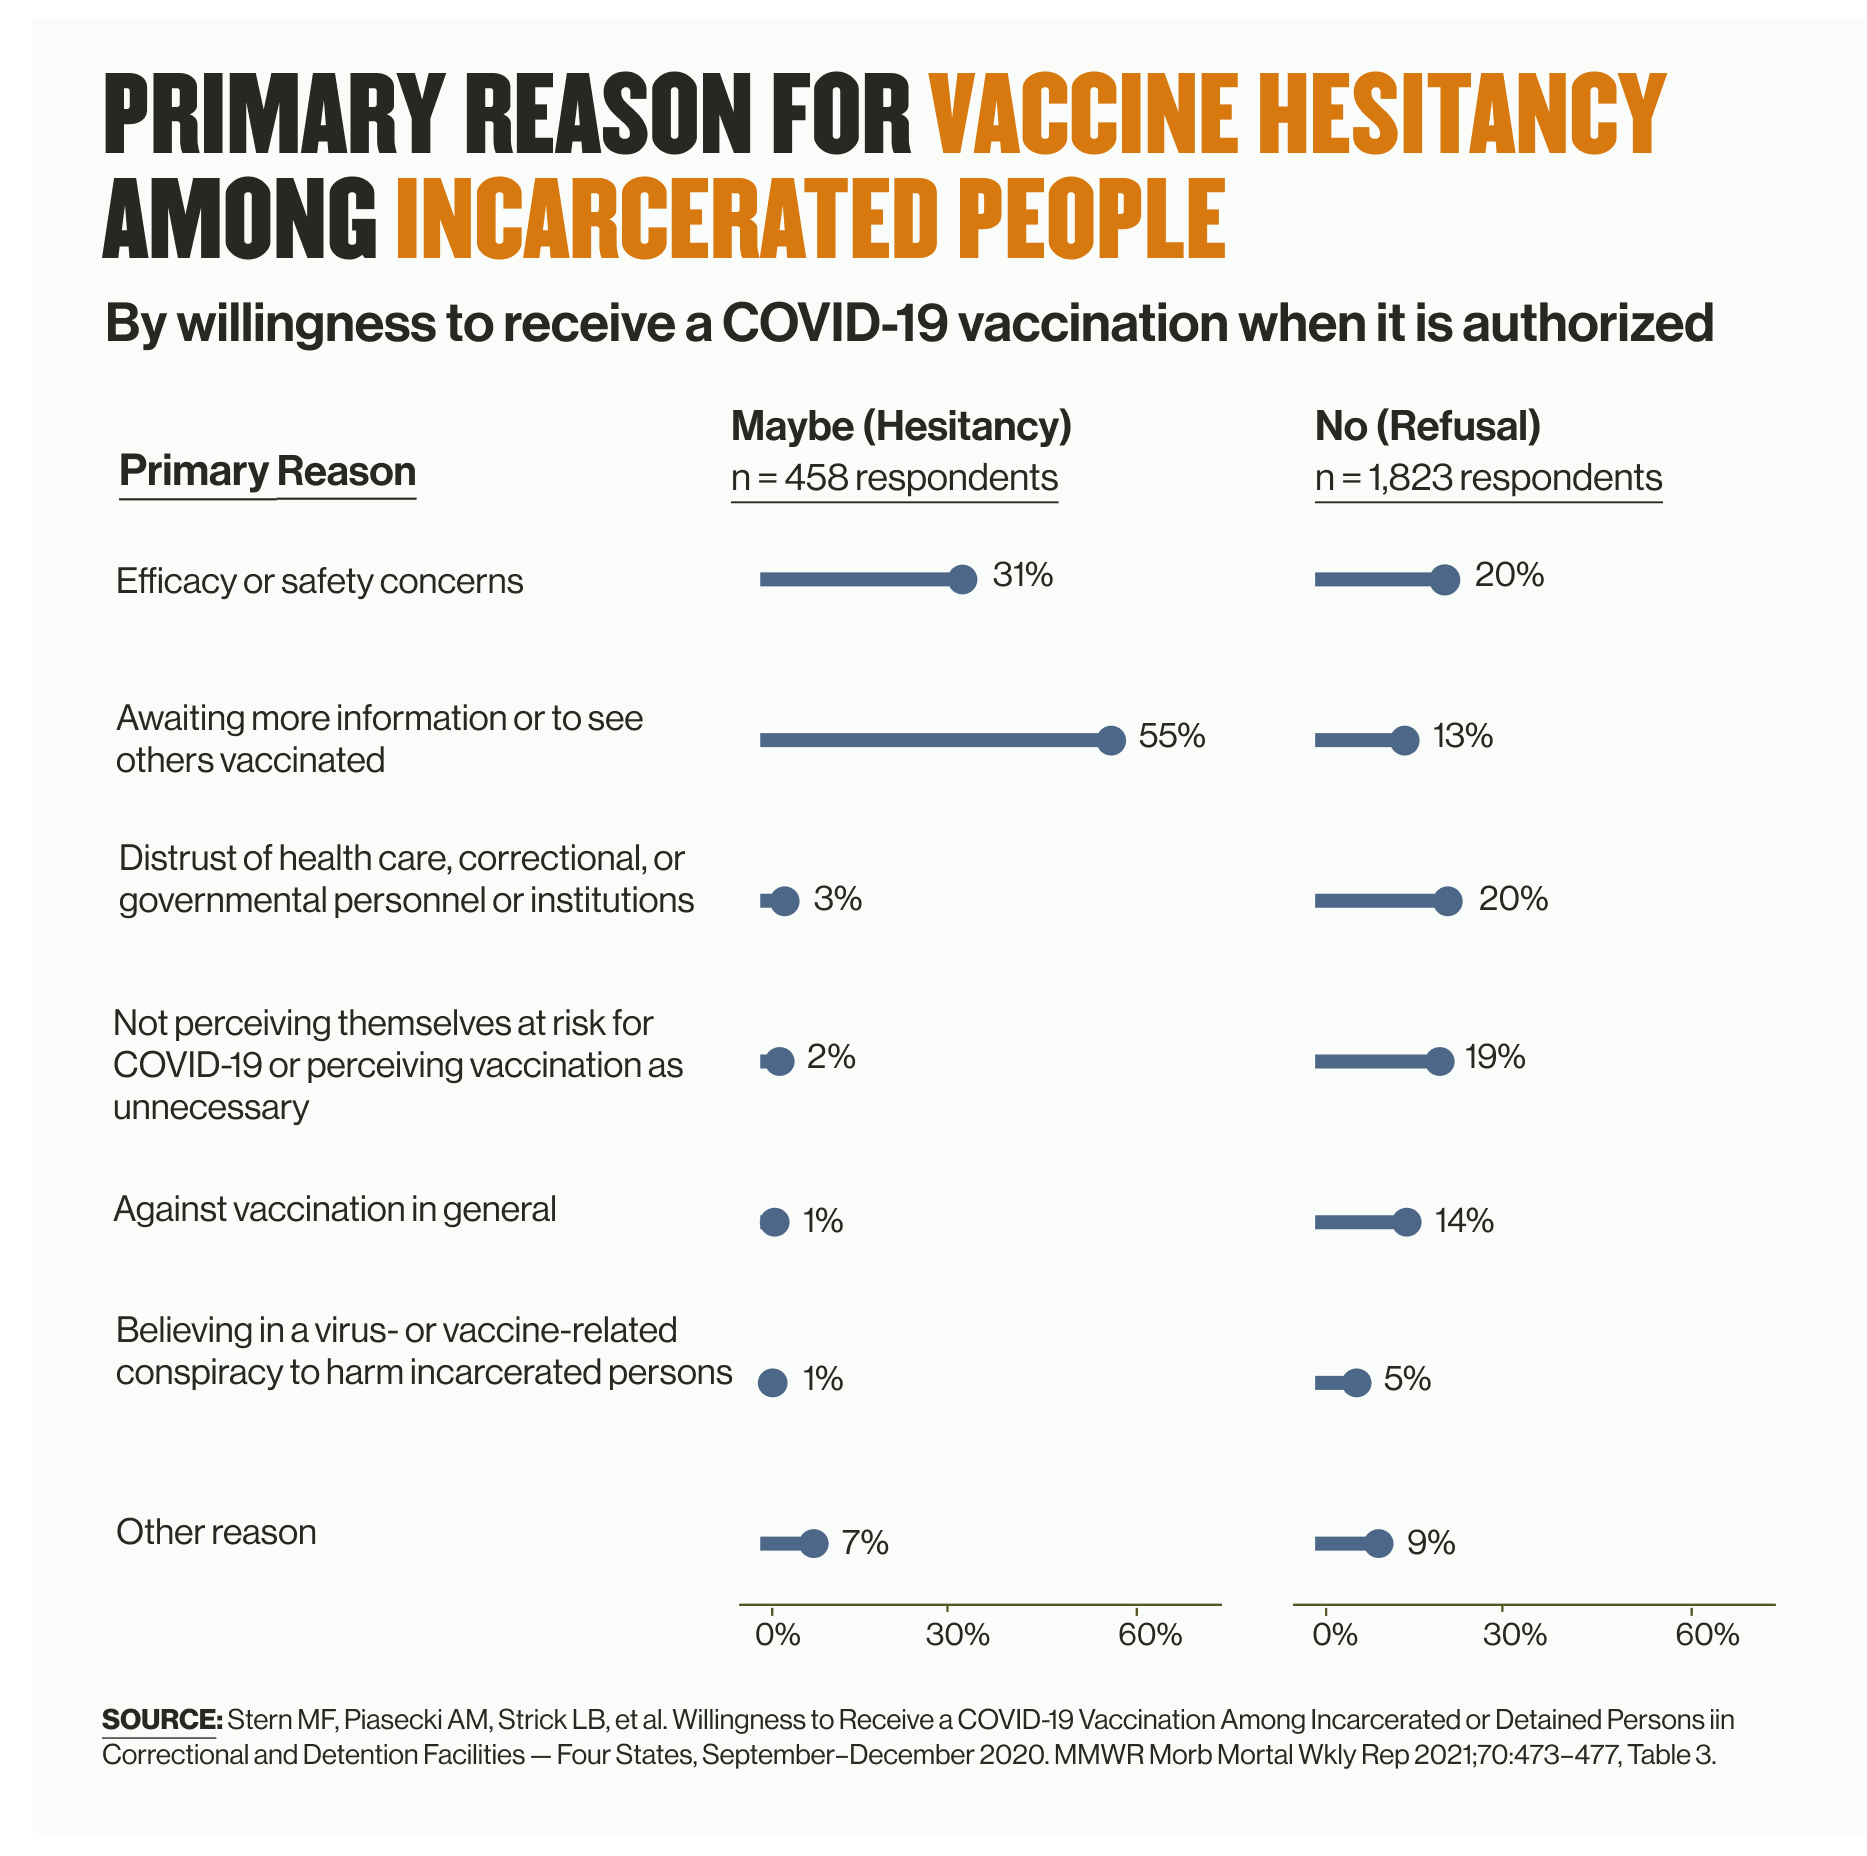 PRIMARY REASON FOR VACCINE HESITANCY
AMONG INCARCERATED PEOPLE
By willingness to receive a COVID-19 vaccination when it is authorized
Primary Reason
Maybe (Hesitancy)
n = 458 respondents
No (Refusal)
n = 1,823 respondents
Efficacy or safety concerns
31%
20%
Awaiting more information or to see
others vaccinated
55%
13%
Distrust of health care, correctional, or
governmental personnel or institutions
3%
20%
Not perceiving themselves at risk for
COVID-19 or perceiving vaccination as
unnecessary
2%
19%
Against vaccination in general
1%
14%
Believing in a virus- or vaccine-related
conspiracy to harm incarcerated persons
1%
5%
Other reason
7%
9%
0% 30% 60%
0% 30% 60%
SOURCE: Stern MF, Piasecki AM, Strick LB, et al. Willingness to Receive a COVID-19 Vaccination Among Incarcerated or Detained Persons iin
Correctional and Detention Facilities — Four States, September–December 2020. MMWR Morb Mortal Wkly Rep 2021;70:473–477, Table 3.